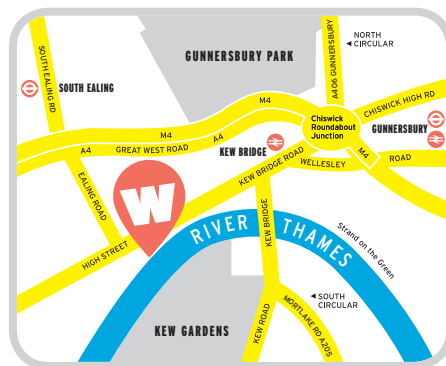 NORTH
CIRCULAR
A406 GUNNERSBURY
SOUTH EALING RD
GUNNERSBURY PARK
SOUTH EALING
M4
CHISWICK HIGH RD
Chiswick
Roundabout
Junction
GUNNERSBURY
M4
A4
A4
GREAT WEST ROAD
KEW BRIDGE
M4
ROAD
WELLESLEY
KEW BRIDGE ROAD
EALING ROAD
W
KEW BRIDGE
RIVER THAMES
Strand on the Green
HIGH STREET
SOUTH
CIRCULAR
KEW GARDENS
KEW ROAD
MORTLAKE RD A205